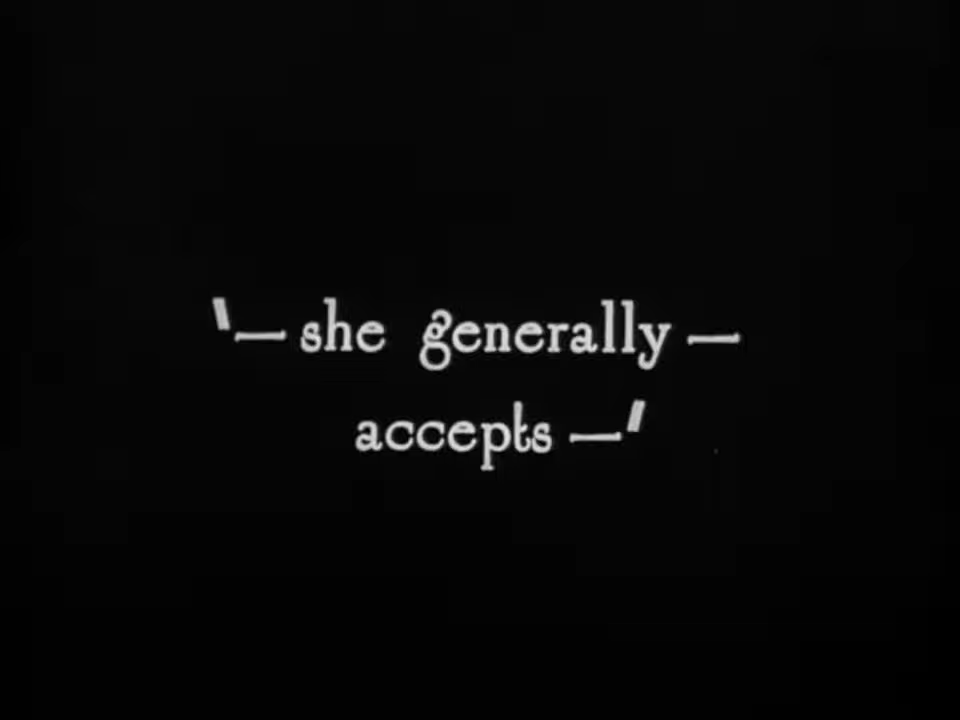 '— she generally —
accepts —'